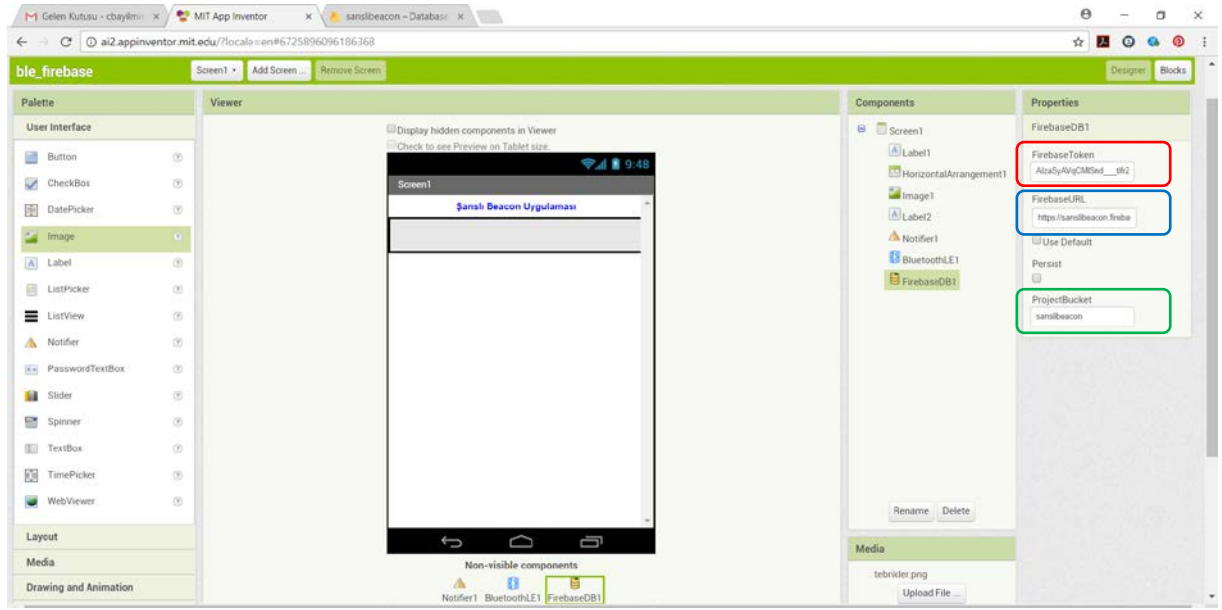 Gelen Kutusu - cbayilmi
MIT App Inventor
sanslibeacon – Database
ai2.appinventor.mit.edu/?locale=en#6725896096186368
ble_firebase
Screen1
Add Screen ...
Remove Screen
Designer
Blocks
Palette
Viewer
Components
Properties
User Interface
Button
CheckBox
DatePicker
Image
Label
ListPicker
ListView
Notifier
PasswordTextBox
Slider
Spinner
TextBox
TimePicker
WebViewer
Layout
Media
Drawing and Animation
Display hidden components in Viewer
Check to see Preview on Tablet size.
9:48
Screen1
Şanslı Beacon Uygulaması
Non-visible components
Notifier1
BluetoothLE1
FirebaseDB1
Screen1
Label1
HorizontalArrangement1
Image1
Label2
Notifier1
BluetoothLE1
FirebaseDB1
Rename
Delete
Media
tebrikler.png
Upload File ...
FirebaseDB1
FirebaseToken
FirebaseURL
https://sanslibeacon.fireba
Use Default
Persist
ProjectBucket
sanslibeacon